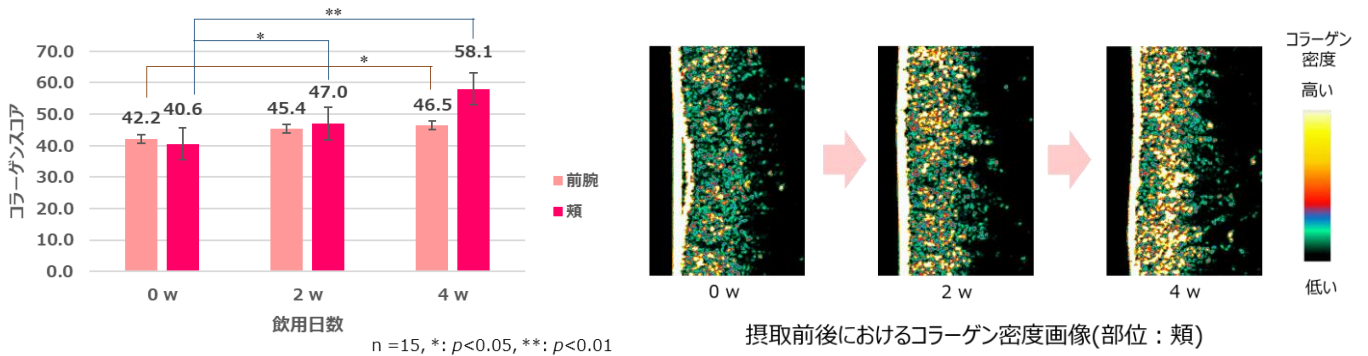 **
*
*
70.0
60.0
50.0
40.0
30.0
20.0
10.0
0.0
コラーゲンスコア
42.2
40.6
45.4
47.0
46.5
58.1
0 w
2 w
4 w
飲用日数
前腕
頬
n =15, *: p<0.05, **: p<0.01
0 w
2 w
4 w
摂取前後におけるコラーゲン密度画像(部位：頬)
コラーゲン
密度
高い
低い